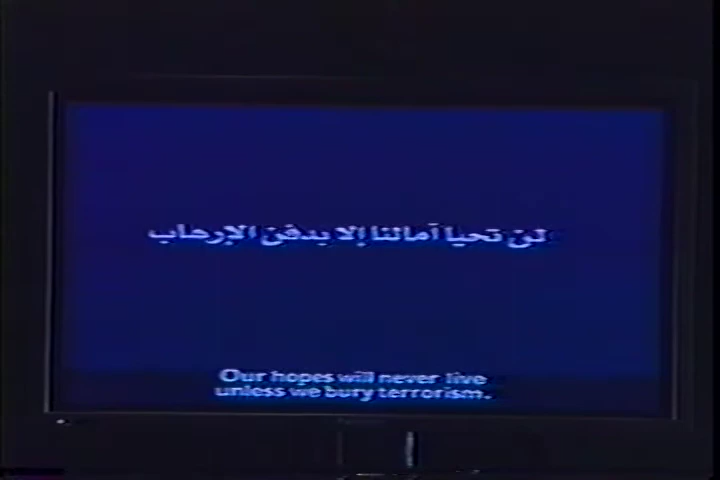 لن تحيا آمالنا إلا بدفن الإرهاب
Our hopes will never live
unless we bury terrorism.